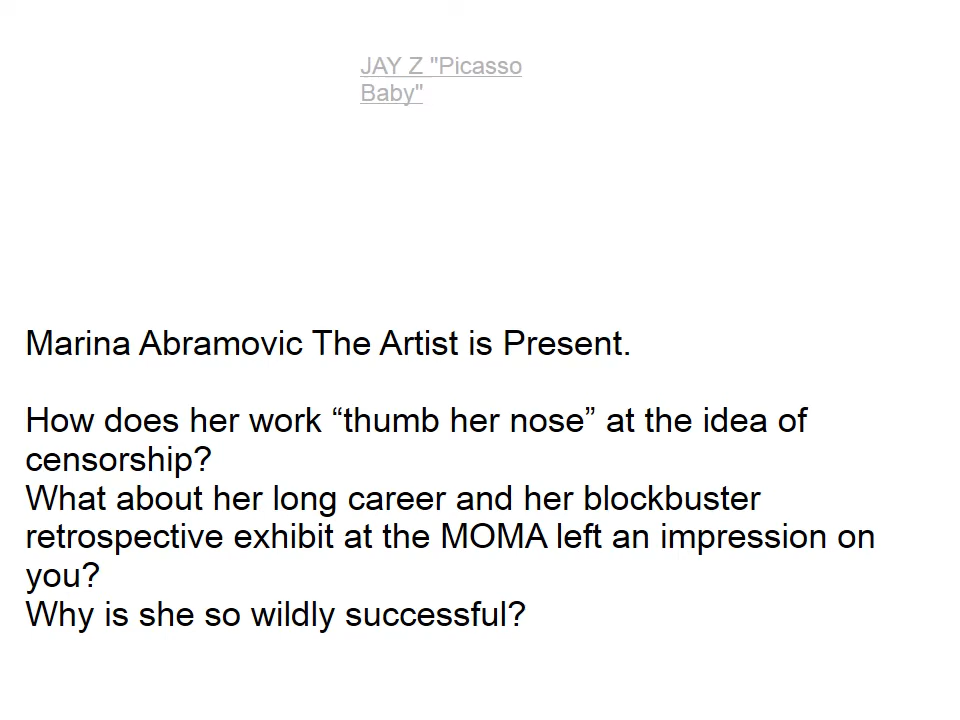 JAY Z "Picasso
Baby"
Marina Abramovic The Artist is Present.
How does her work “thumb her nose” at the idea of
censorship?
What about her long career and her blockbuster
retrospective exhibit at the MOMA left an impression on
you?
Why is she so wildly successful?